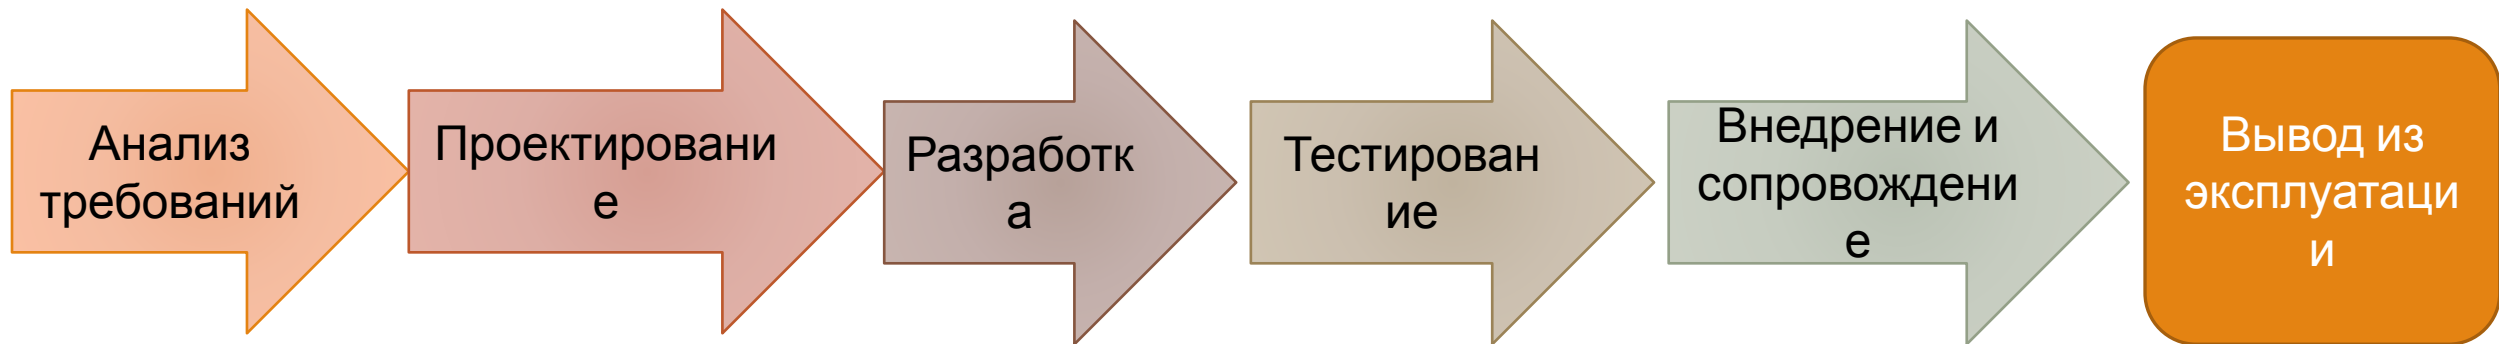 Анализ
требований
Проектировани
е
Разработк
а
Тестирован
ие
Внедрение и
сопровождени
е
Вывод из
эксплуатаци
и